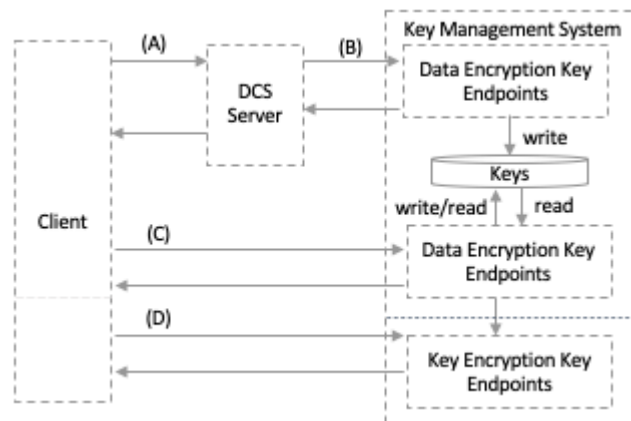 Key Management System
(A)
(B)
Data Encryption Key
Endpoints
DCS
Server
write
Keys
write/read
read
Client
(C)
Data Encryption Key
Endpoints
(D)
Key Encryption Key
Endpoints